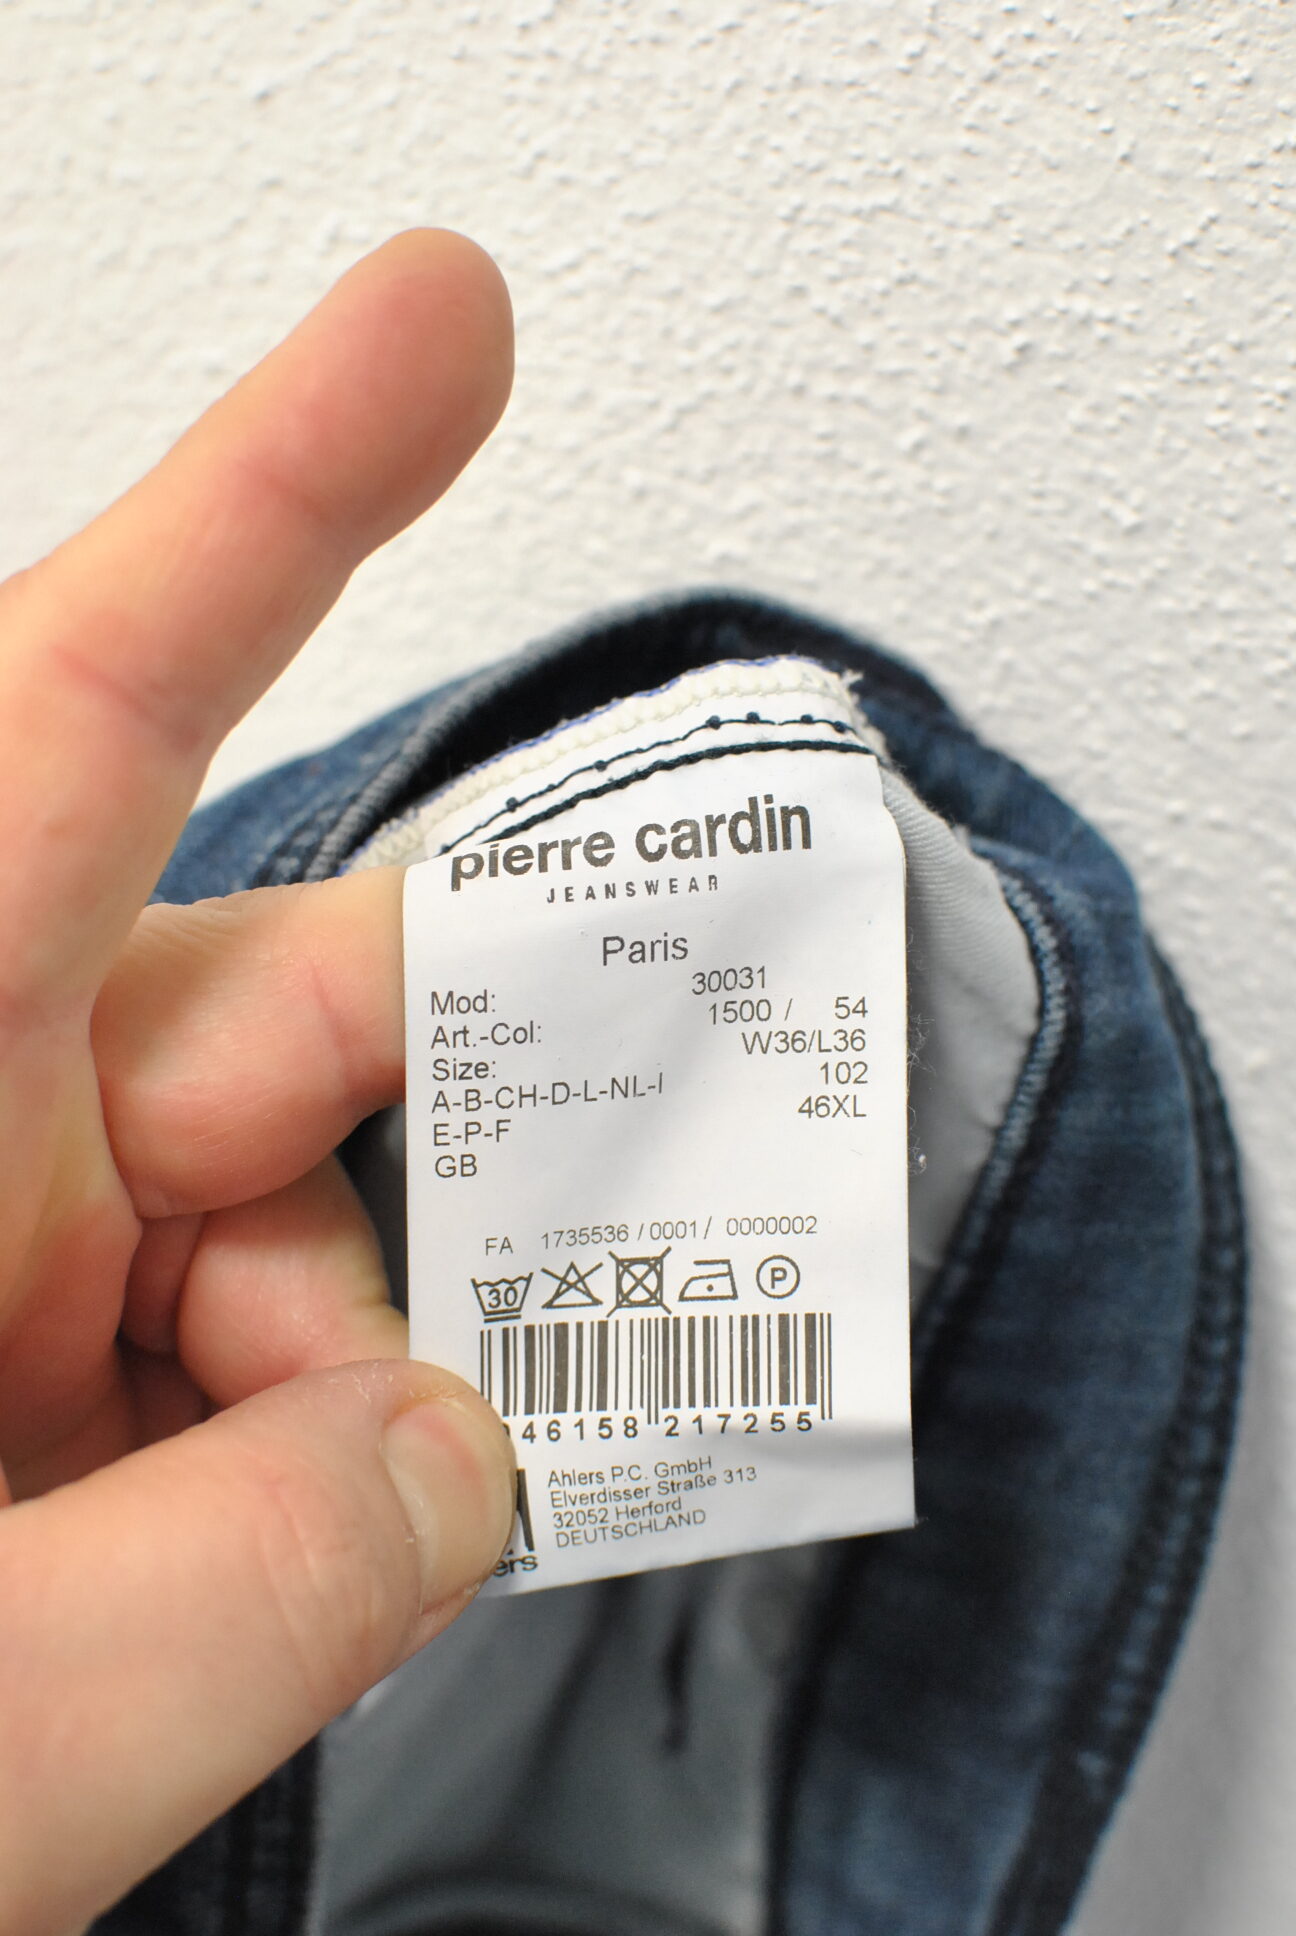 pierre cardin
JEANSWEAR
Paris
Mod: 30031
Art.-Col: 1500 / 54
Size: W36/L36
A-B-CH-D-L-NL-I 102
E-P-F 46XL
GB
FA 1735536 / 0001 / 0000002
30 P
46158 217255
Ahlers P.C. GmbH
Elverdisser Straße 313
32052 Herford
DEUTSCHLAND